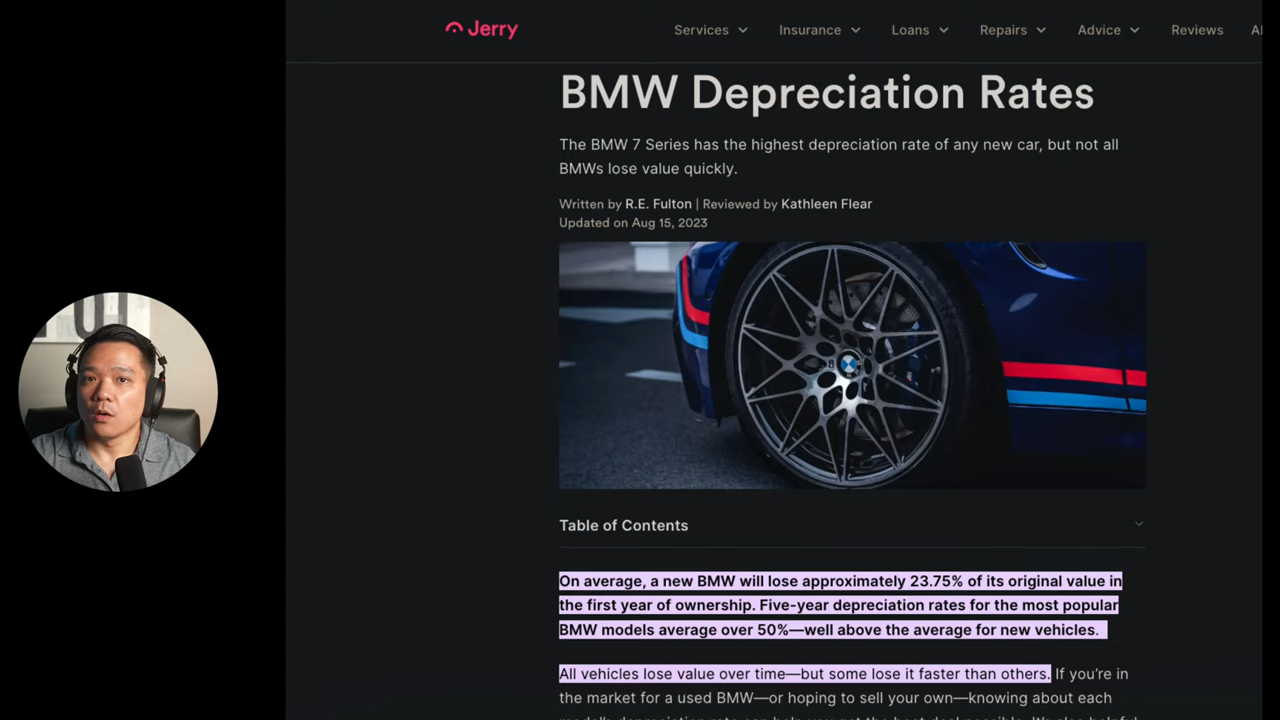 Jerry
Services
Insurance
Loans
Repairs
Advice
Reviews
BMW Depreciation Rates
The BMW 7 Series has the highest depreciation rate of any new car, but not all
BMWs lose value quickly.
Written by R.E. Fulton | Reviewed by Kathleen Flear
Updated on Aug 15, 2023
Table of Contents
On average, a new BMW will lose approximately 23.75% of its original value in
the first year of ownership. Five-year depreciation rates for the most popular
BMW models average over 50%—well above the average for new vehicles.
All vehicles lose value over time—but some lose it faster than others. If you’re in
the market for a used BMW—or hoping to sell your own—knowing about each